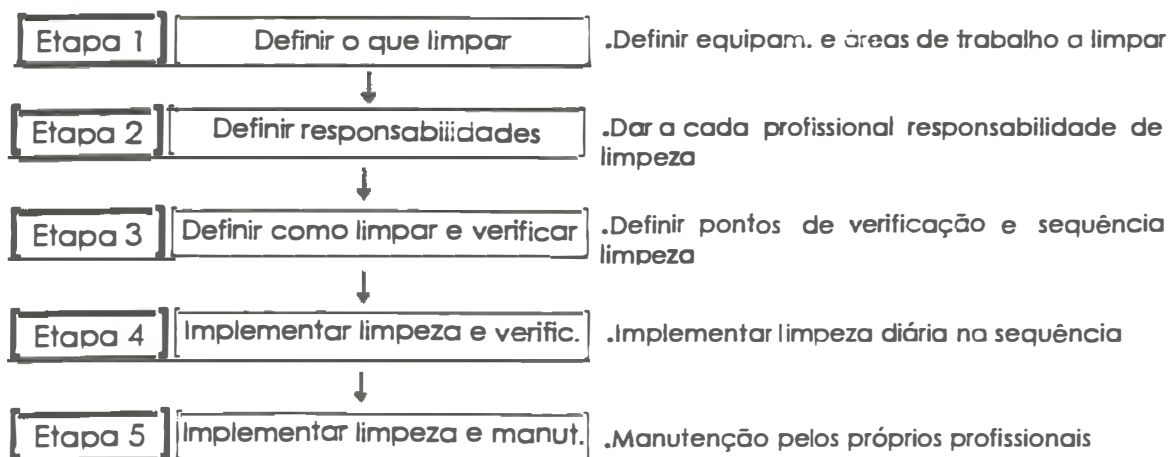 Etapa 1 Definir o que limpar .Definir equipam. e áreas de trabalho a limpar
Etapa 2 Definir responsabilidades .Dar a cada profissional responsabilidade de
limpeza
Etapa 3 Definir como limpar e verificar .Definir pontos de verificação e sequência
limpeza
Etapa 4 Implementar limpeza e verific. .Implementar limpeza diária na sequência
Etapa 5 Implementar limpeza e manut. .Manutenção pelos próprios profissionais